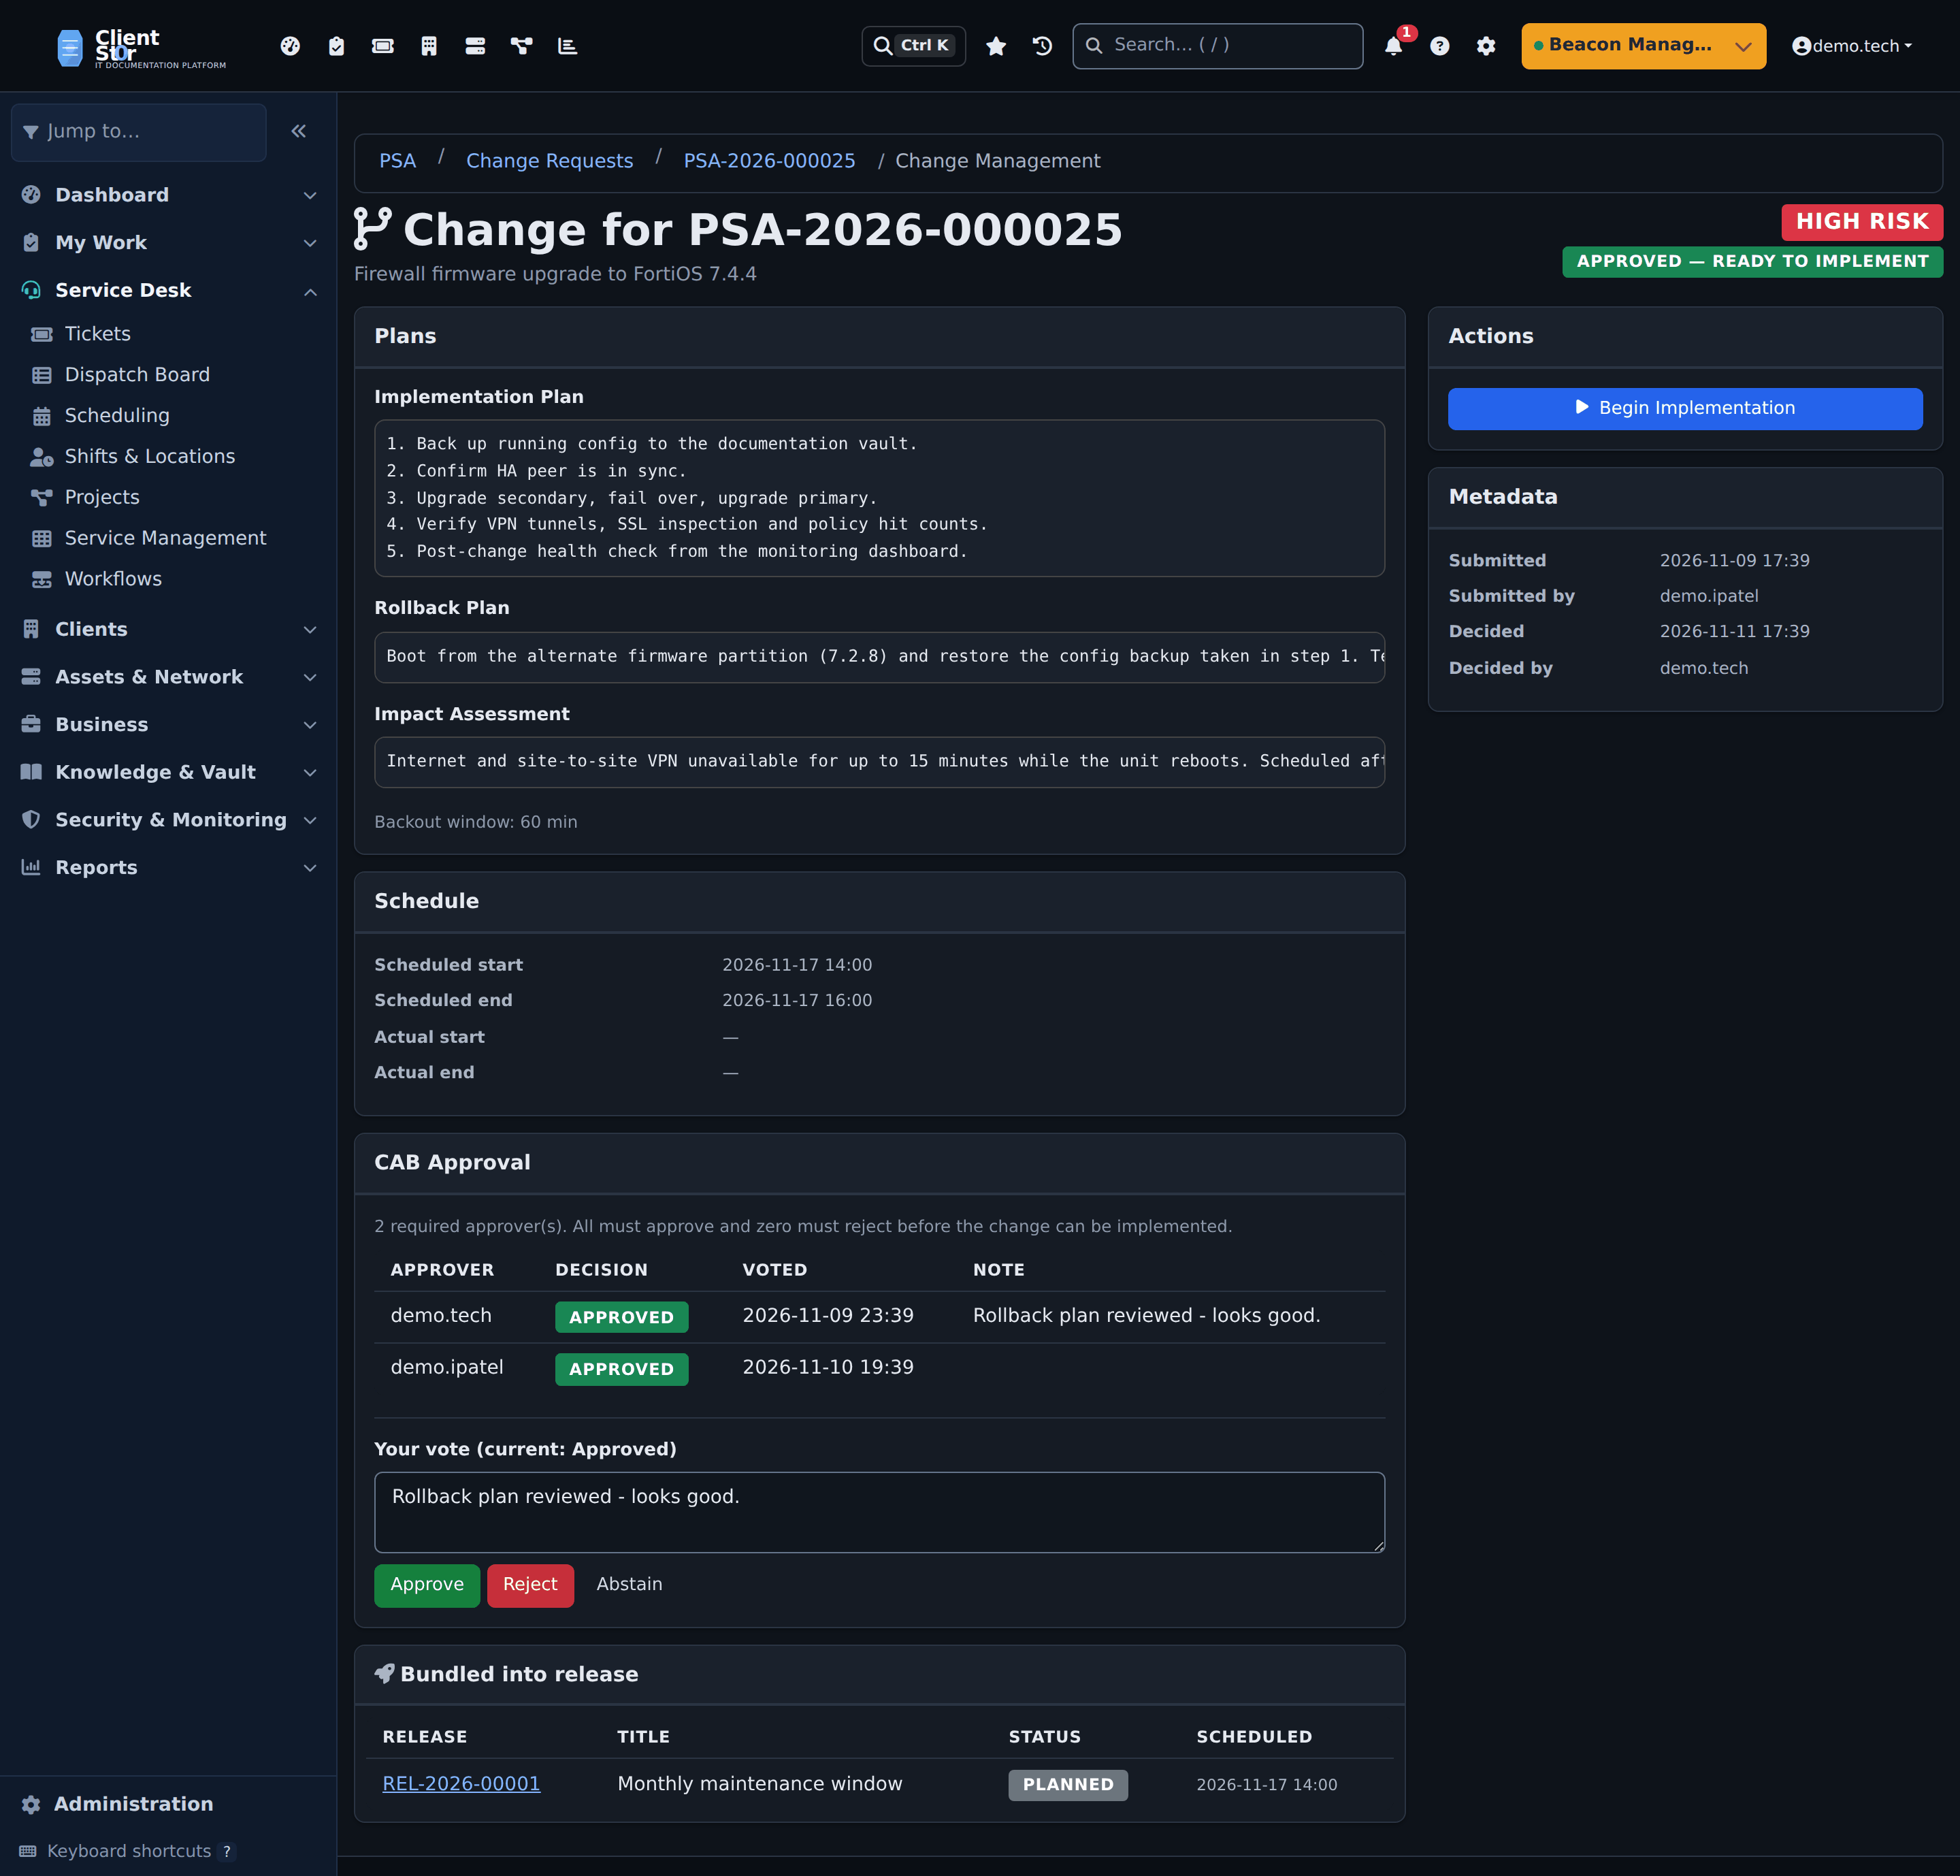 Client
St0r
IT DOCUMENTATION PLATFORM
Ctrl K
Search... ( / )
1
Beacon Manag...
demo.tech
Jump to...
Dashboard
My Work
Service Desk
Tickets
Dispatch Board
Scheduling
Shifts & Locations
Projects
Service Management
Workflows
Clients
Assets & Network
Business
Knowledge & Vault
Security & Monitoring
Reports
Administration
Keyboard shortcuts ?
PSA / Change Requests / PSA-2026-000025 / Change Management
Change for PSA-2026-000025
Firewall firmware upgrade to FortiOS 7.4.4
HIGH RISK
APPROVED — READY TO IMPLEMENT
Plans
Implementation Plan
1. Back up running config to the documentation vault.
2. Confirm HA peer is in sync.
3. Upgrade secondary, fail over, upgrade primary.
4. Verify VPN tunnels, SSL inspection and policy hit counts.
5. Post-change health check from the monitoring dashboard.
Rollback Plan
Boot from the alternate firmware partition (7.2.8) and restore the config backup taken in step 1.
Impact Assessment
Internet and site-to-site VPN unavailable for up to 15 minutes while the unit reboots. Scheduled
Backout window: 60 min
Schedule
Scheduled start 2026-11-17 14:00
Scheduled end 2026-11-17 16:00
Actual start —
Actual end —
CAB Approval
2 required approver(s). All must approve and zero must reject before the change can be implemented.
APPROVER DECISION VOTED NOTE
demo.tech APPROVED 2026-11-09 23:39 Rollback plan reviewed - looks good.
demo.ipatel APPROVED 2026-11-10 19:39
Your vote (current: Approved)
Rollback plan reviewed - looks good.
Approve Reject Abstain
Bundled into release
RELEASE TITLE STATUS SCHEDULED
REL-2026-00001 Monthly maintenance window PLANNED 2026-11-17 14:00
Actions
Begin Implementation
Metadata
Submitted 2026-11-09 17:39
Submitted by demo.ipatel
Decided 2026-11-11 17:39
Decided by demo.tech